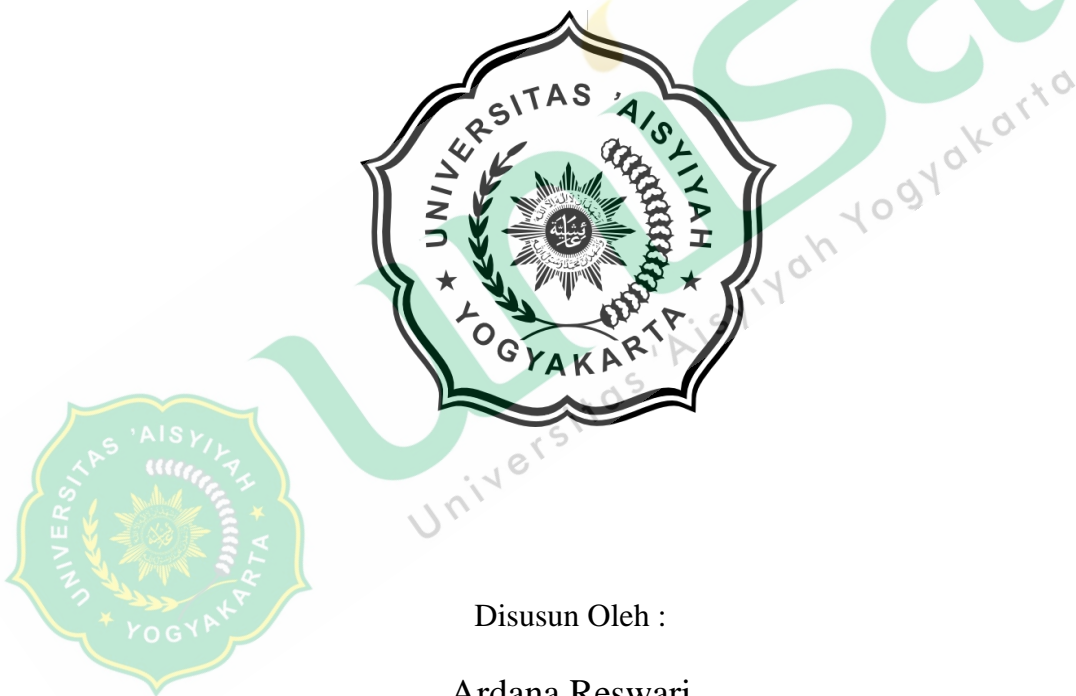 UNIVERSITAS 'AISYIYAH
★ YOGYAKARTA ★
Universitas 'Aisyiyah Yogyakarta
UNIVERSITAS 'AISYIYAH
★ YOGYAKARTA ★
Disusun Oleh :
Ardana Reswari